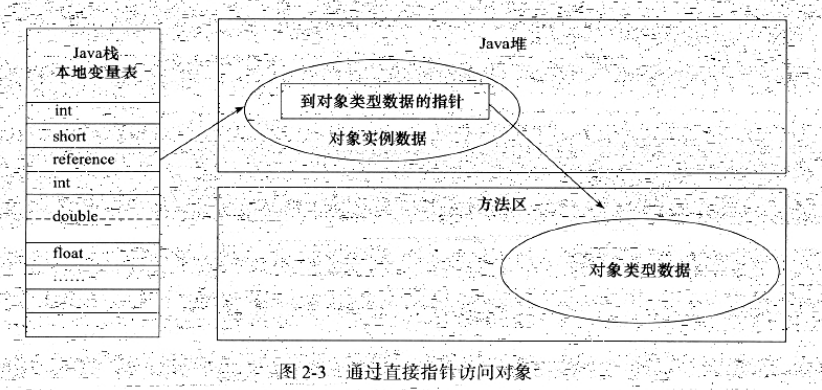 Java栈
本地变量表
int
short
reference
int
double
float
……
Java堆
到对象类型数据的指针
对象实例数据
方法区
对象类型数据
图 2-3 通过直接指针访问对象